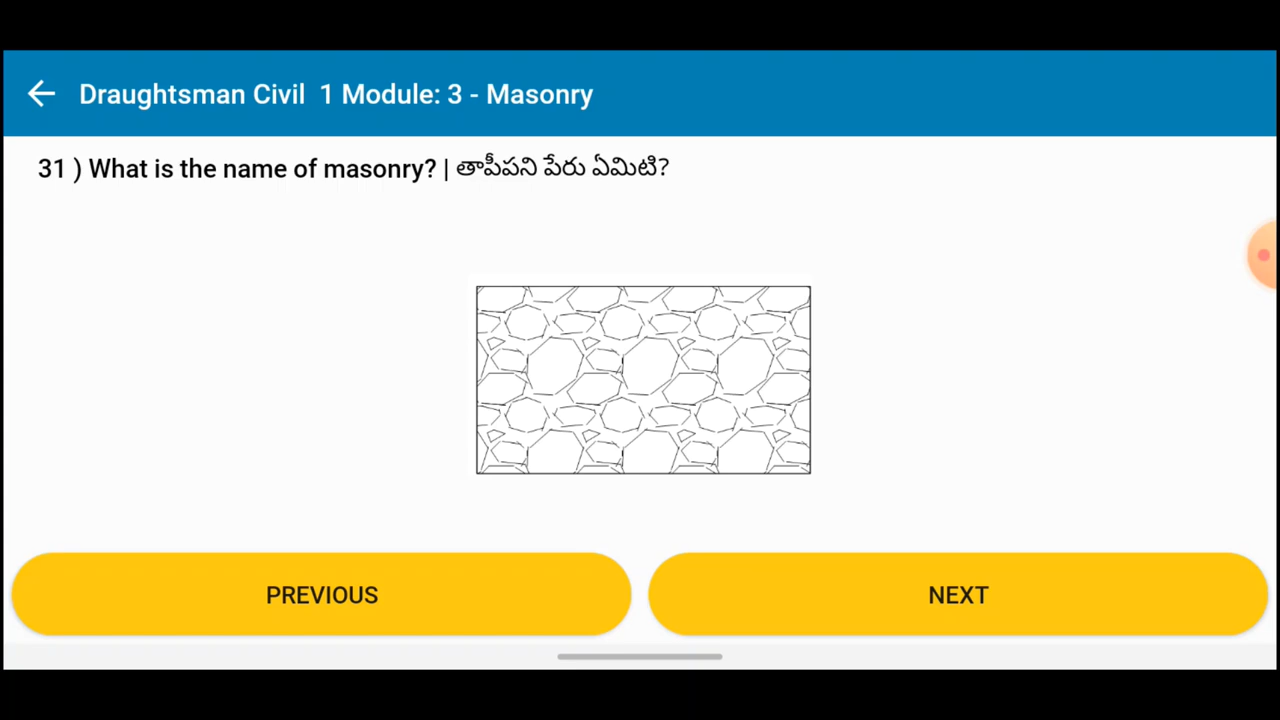 Draughtsman Civil  1 Module: 3 - Masonry
31 ) What is the name of masonry? | తాపీపని పేరు ఏమిటి?
PREVIOUS
NEXT